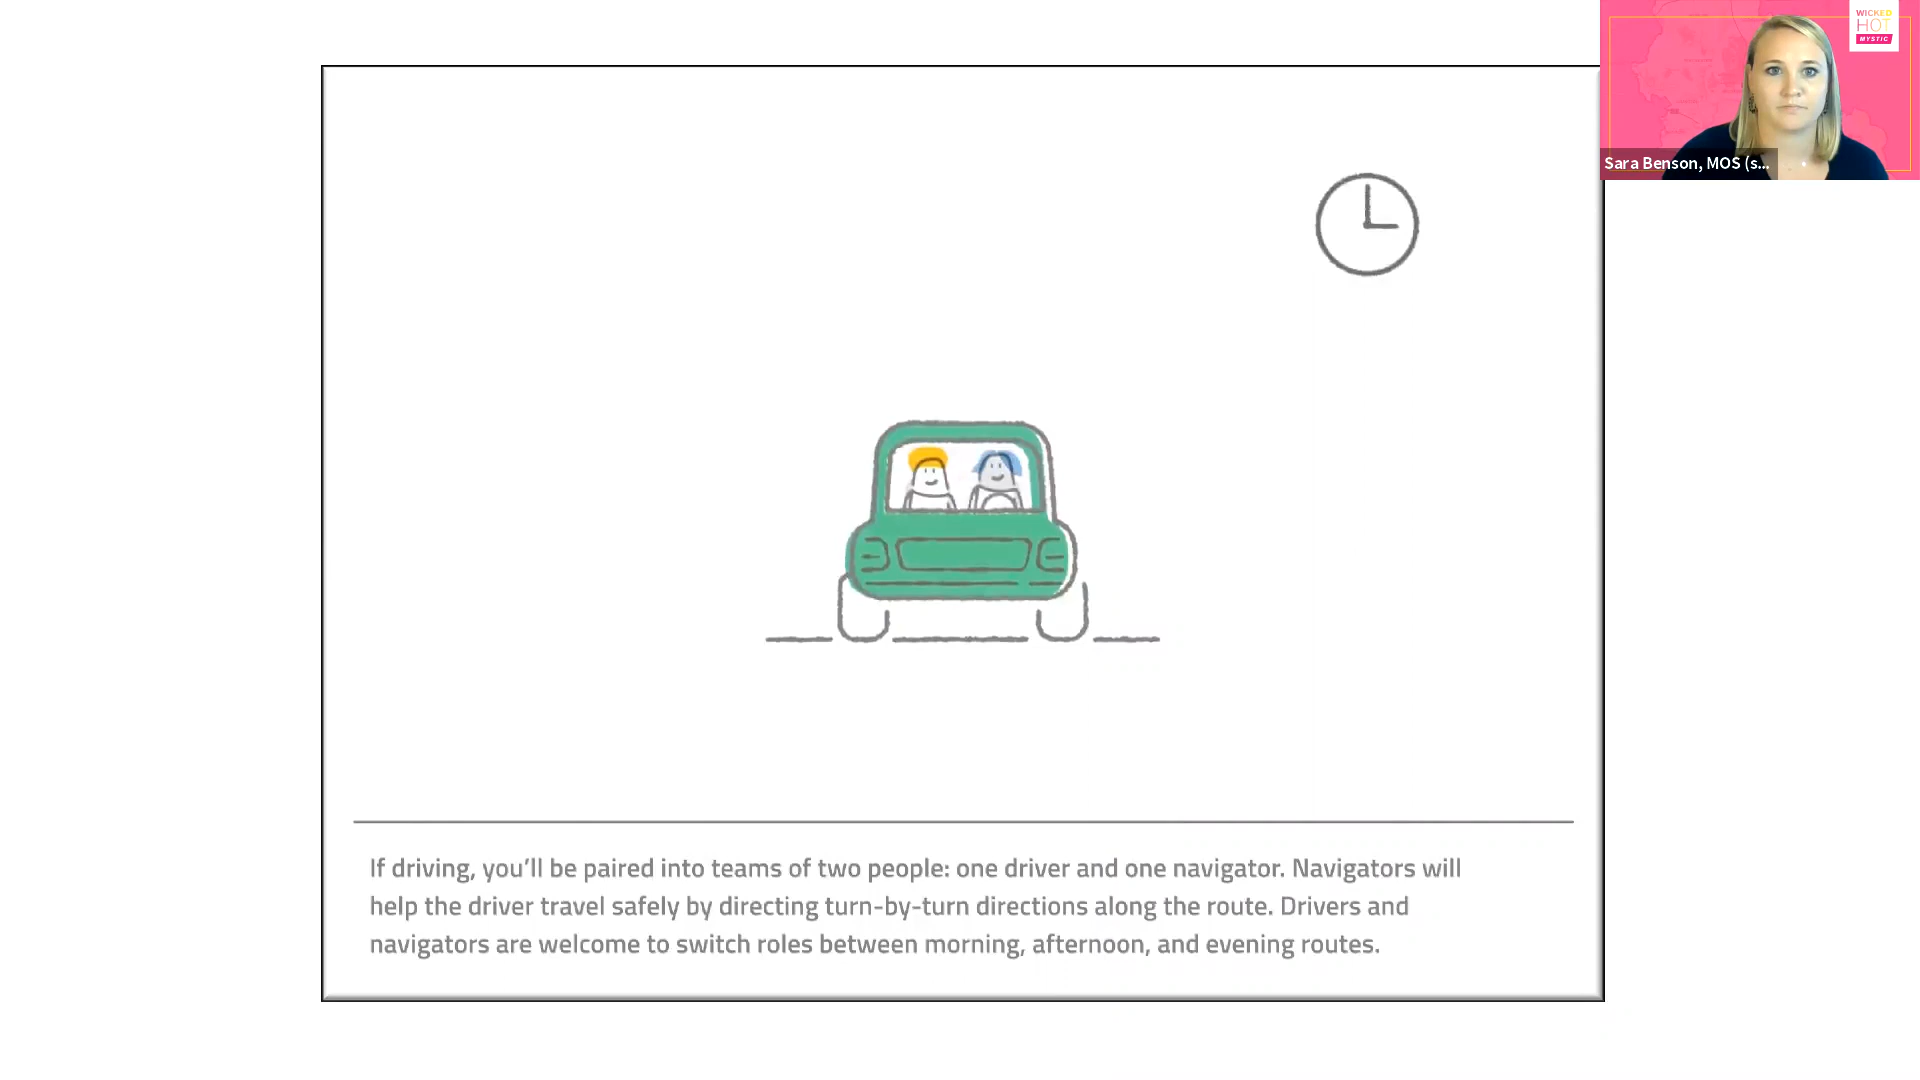 WICKED
HOT
MYSTIC
Sara Benson, MOS (s...
If driving, you'll be paired into teams of two people: one driver and one navigator. Navigators will
help the driver travel safely by directing turn-by-turn directions along the route. Drivers and
navigators are welcome to switch roles between morning, afternoon, and evening routes.